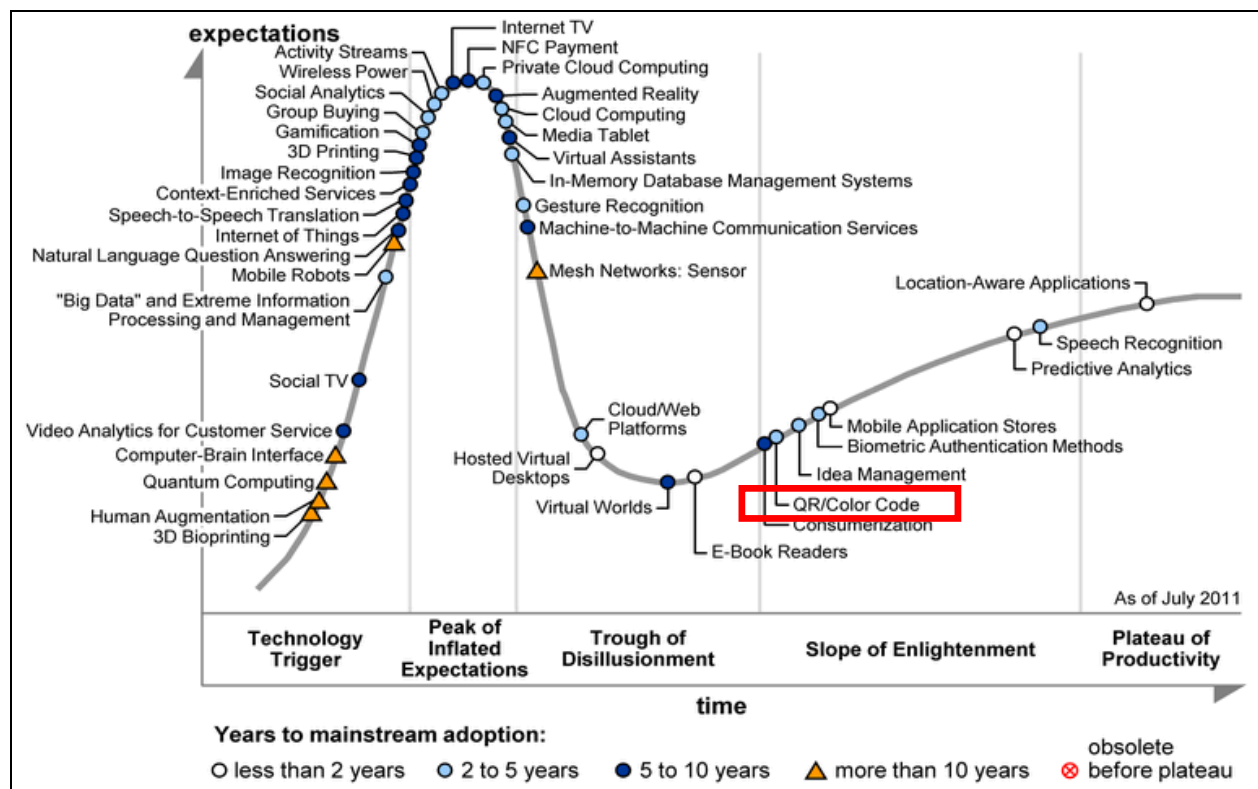 expectations
Activity Streams
Wireless Power
Social Analytics
Group Buying
Gamification
3D Printing
Image Recognition
Context-Enriched Services
Speech-to-Speech Translation
Internet of Things
Natural Language Question Answering
Mobile Robots
"Big Data" and Extreme Information
Processing and Management
Social TV
Video Analytics for Customer Service
Computer-Brain Interface
Quantum Computing
Human Augmentation
3D Bioprinting
Internet TV
NFC Payment
Private Cloud Computing
Augmented Reality
Cloud Computing
Media Tablet
Virtual Assistants
In-Memory Database Management Systems
Gesture Recognition
Machine-to-Machine Communication Services
Mesh Networks: Sensor
Cloud/Web
Platforms
Hosted Virtual
Desktops
Virtual Worlds
E-Book Readers
Location-Aware Applications
Speech Recognition
Predictive Analytics
Mobile Application Stores
Biometric Authentication Methods
Idea Management
QR/Color Code
Consumerization
As of July 2011
Technology
Trigger
Peak of
Inflated
Expectations
Trough of
Disillusionment
Slope of Enlightenment
Plateau of
Productivity
time
Years to mainstream adoption:
less than 2 years
2 to 5 years
5 to 10 years
more than 10 years
obsolete
before plateau